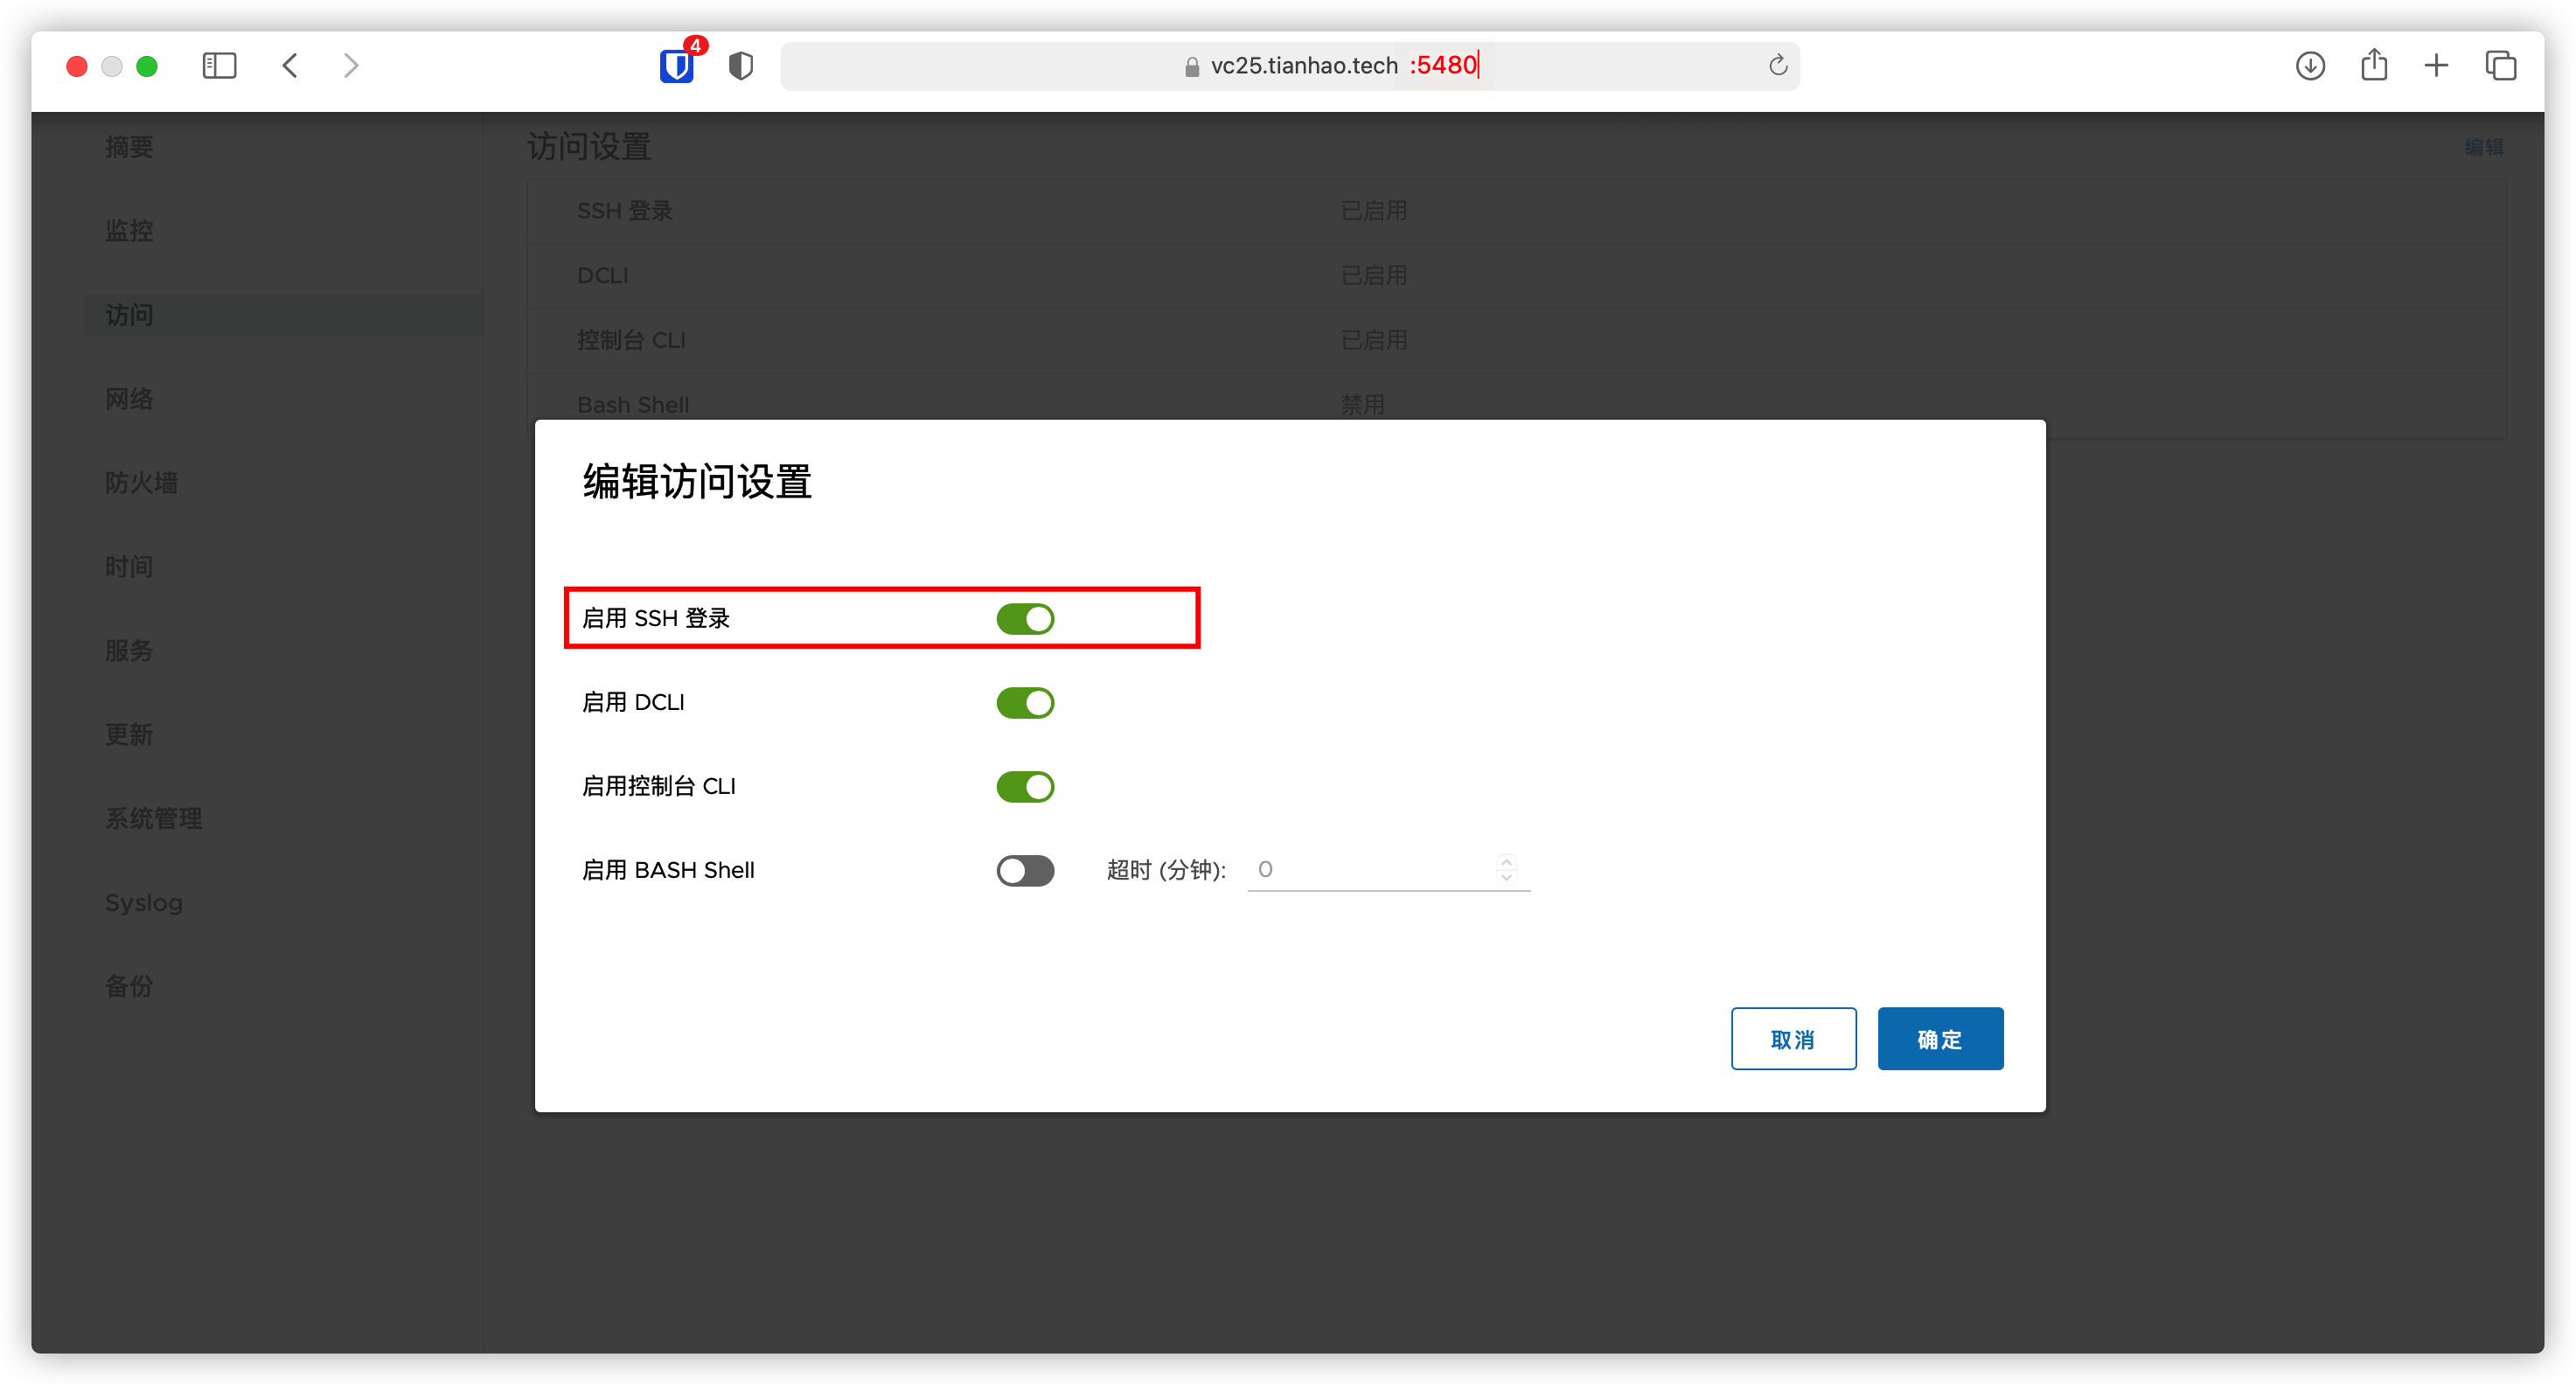 4
vc25.tianhao.tech :5480
摘要
监控
访问
网络
防火墙
时间
服务
更新
系统管理
Syslog
备份
访问设置
编辑
SSH 登录 已启用
DCLI 已启用
控制台 CLI 已启用
Bash Shell 禁用
编辑访问设置
启用 SSH 登录
启用 DCLI
启用控制台 CLI
启用 BASH Shell 超时 (分钟): 0
取消 确定